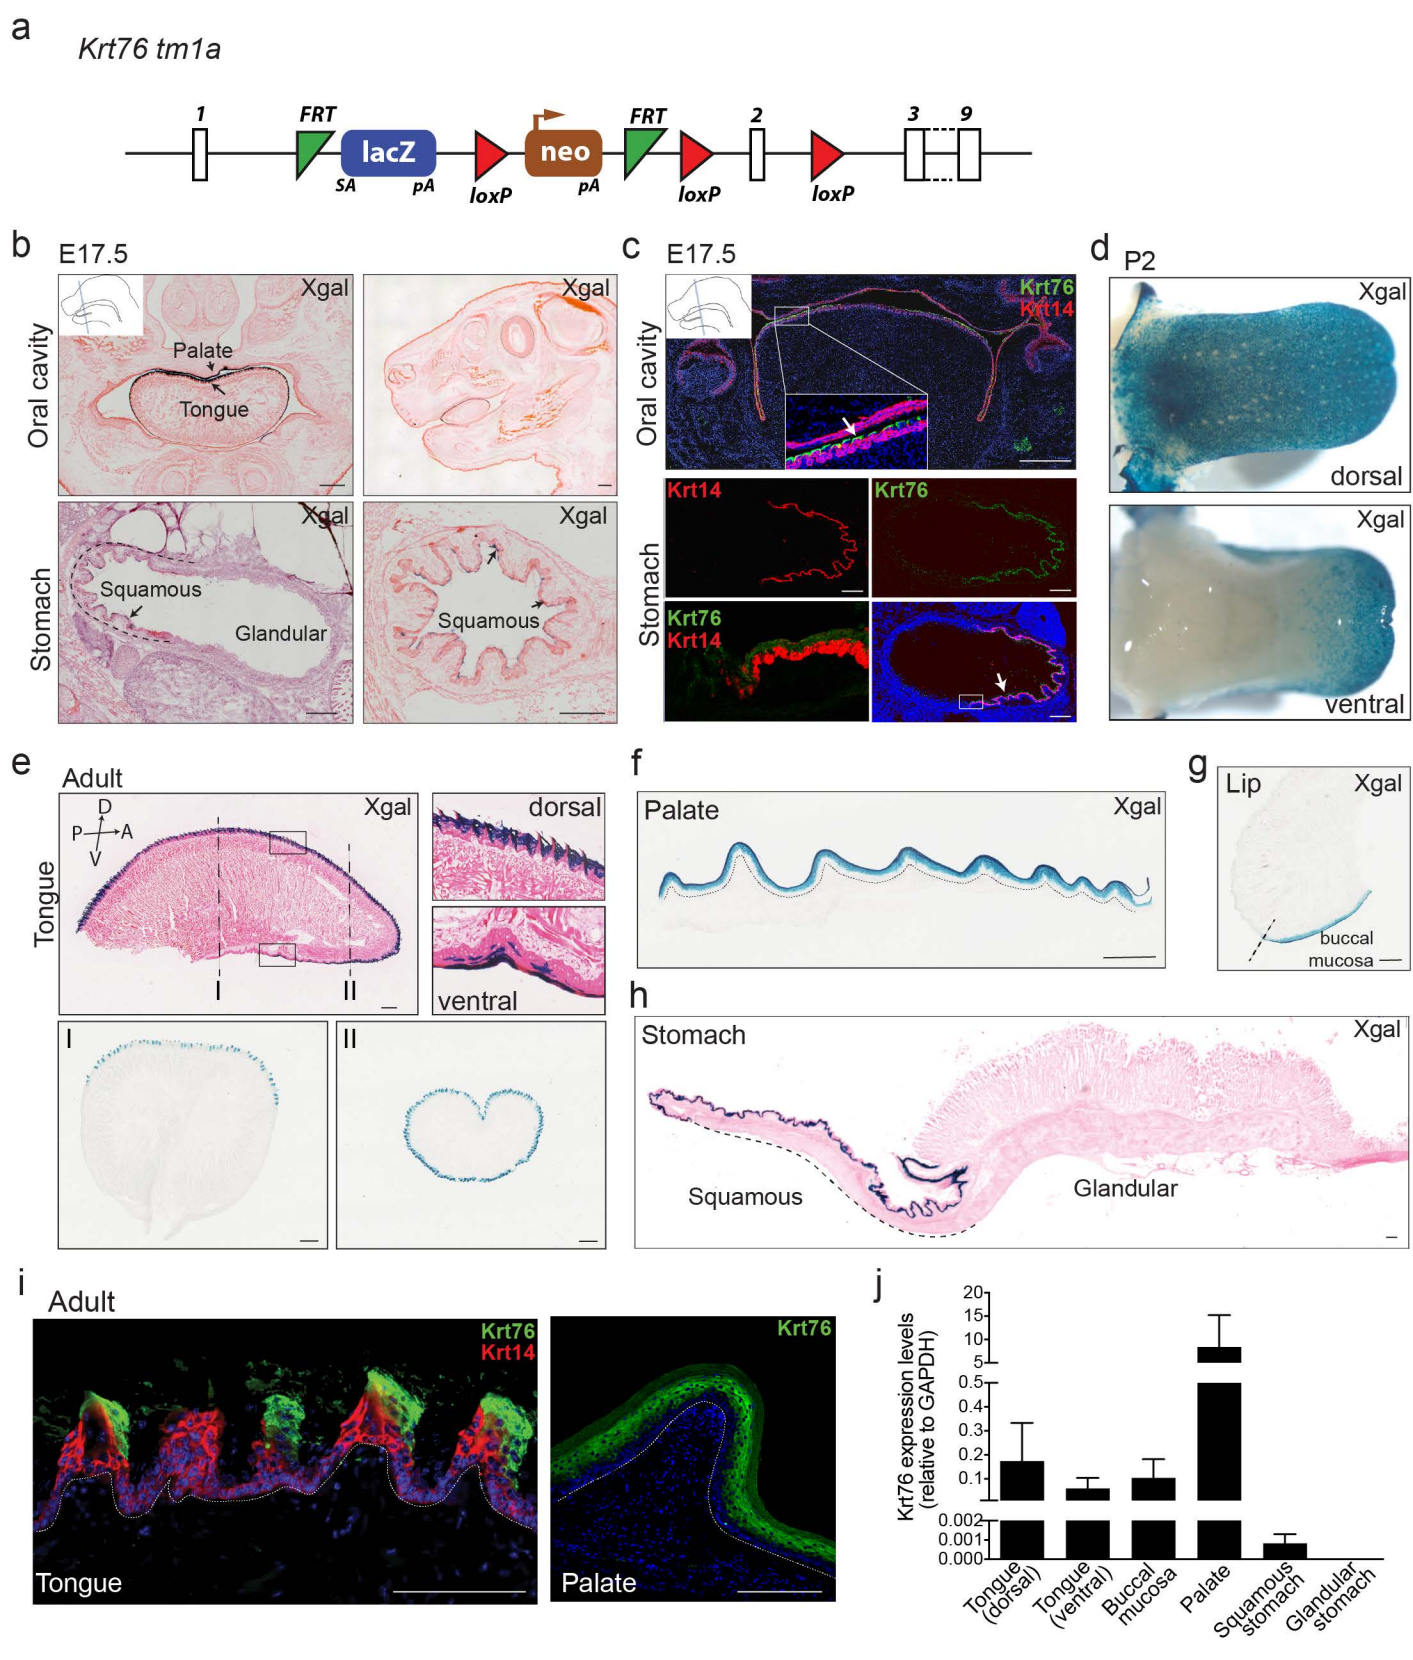 a
Krt76 tm1a
1 FRT FRT 2 3 9
lacZ neo
SA pA pA
loxP loxP loxP
b
E17.5
Oral cavity
Xgal
Palate
Tongue
Xgal
Stomach
Xgal
Squamous
Glandular
Xgal
Squamous
c
E17.5
Oral cavity
Krt76
Krt14
Stomach
Krt14
Krt76
Krt76
Krt14
d
P2
Xgal
dorsal
Xgal
ventral
e
Adult
Tongue
Xgal
D
P A
V
I II
dorsal
ventral
I
II
f
Palate
Xgal
g
Lip
Xgal
buccal
mucosa
h
Stomach
Xgal
Squamous
Glandular
i
Adult
Krt76
Krt14
Tongue
Krt76
Palate
j
Krt76 expression levels
(relative to GAPDH)
20
15
10
5
0.5
0.4
0.3
0.2
0.1
0.002
0.001
0.000
Tongue
(dorsal)
Tongue
(ventral)
Buccal
mucosa
Palate
Squamous
stomach
Glandular
stomach